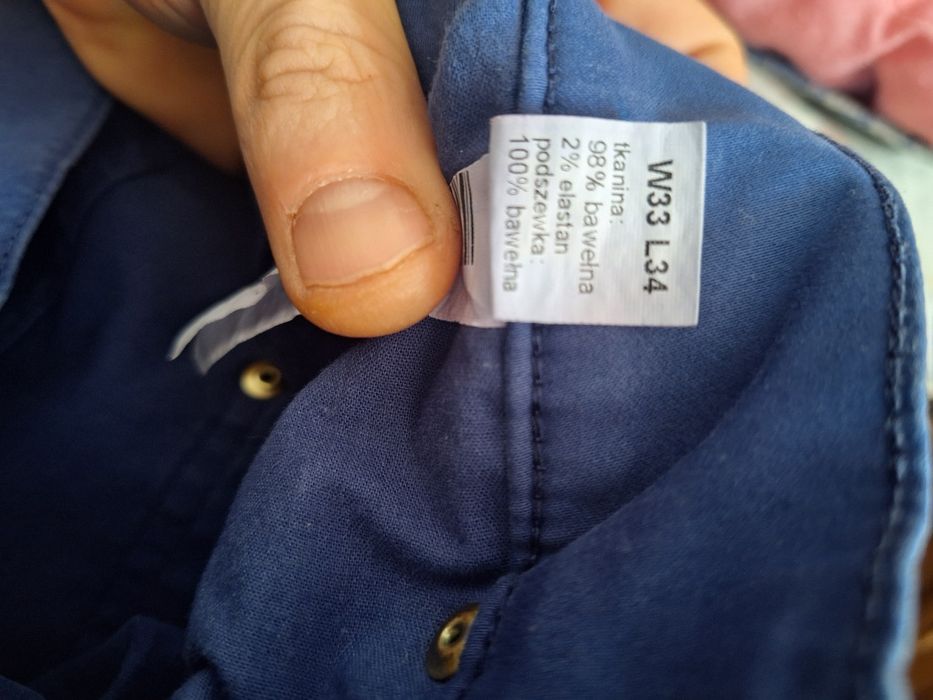 W33 L34
tkanina:
98% bawełna
2% elastan
podszewka:
100% bawełna